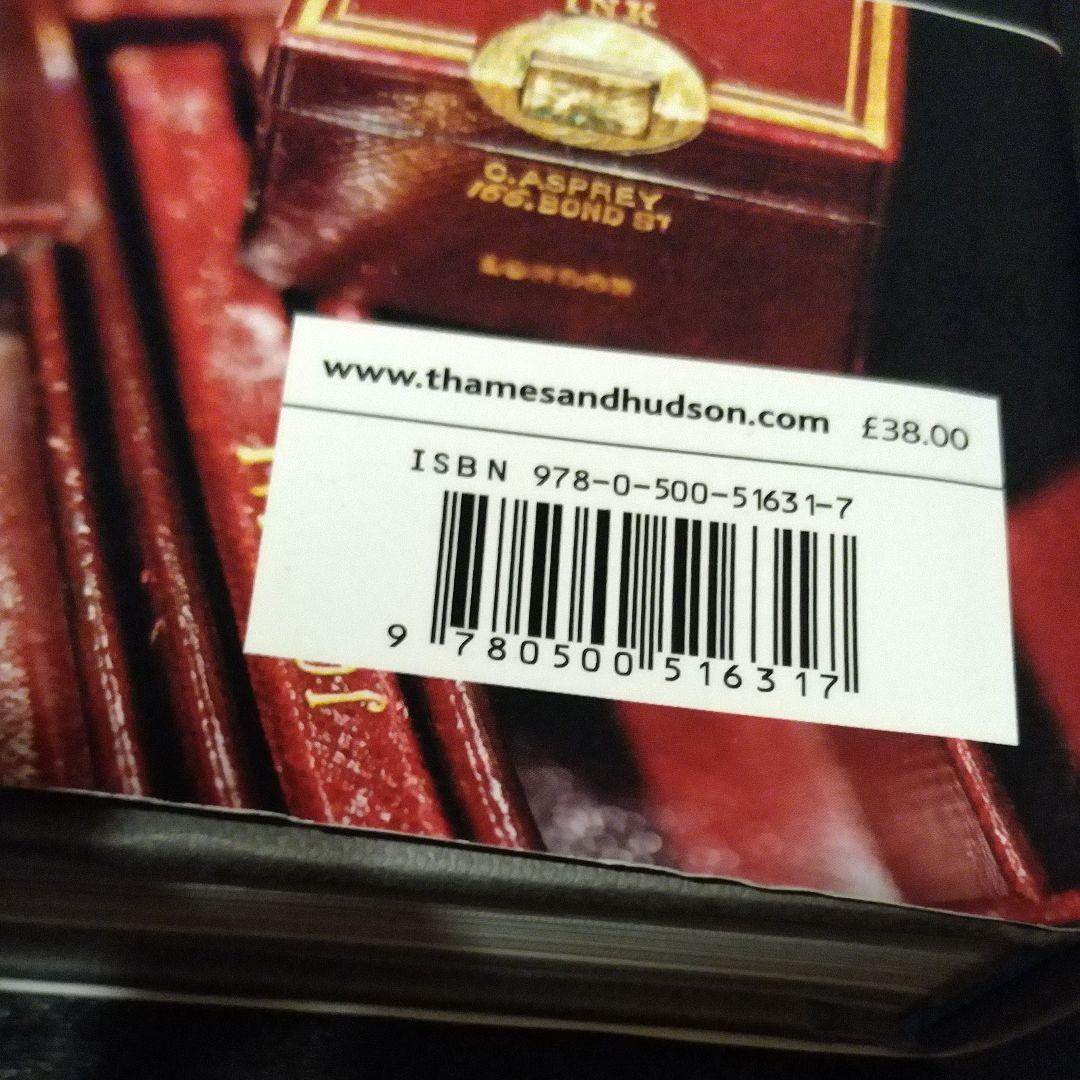 INK
C. ASPREY
166. BOND ST
LONDON
www.thamesandhudson.com £38.00
ISBN 978-0-500-51631-7
9 780500 516317